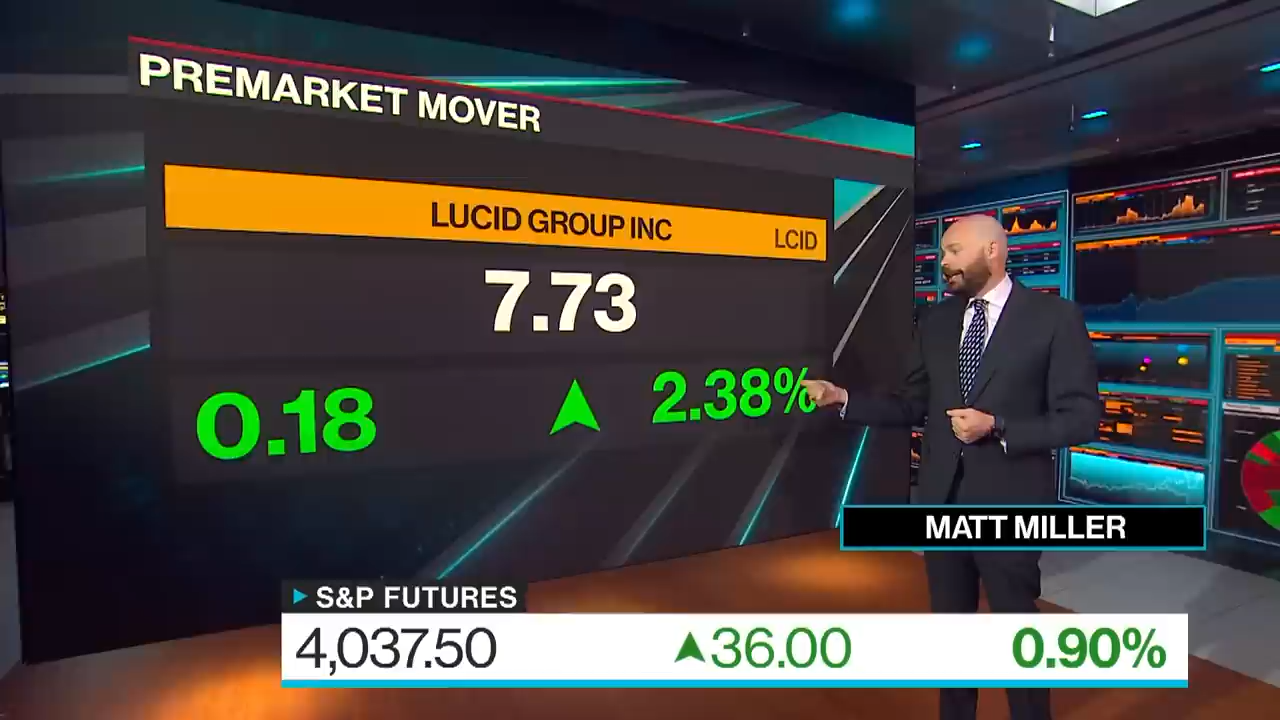 PREMARKET MOVER
LUCID GROUP INC LCID
7.73
0.18 ▲ 2.38%
MATT MILLER
▶ S&P FUTURES
4,037.50 ▲36.00 0.90%